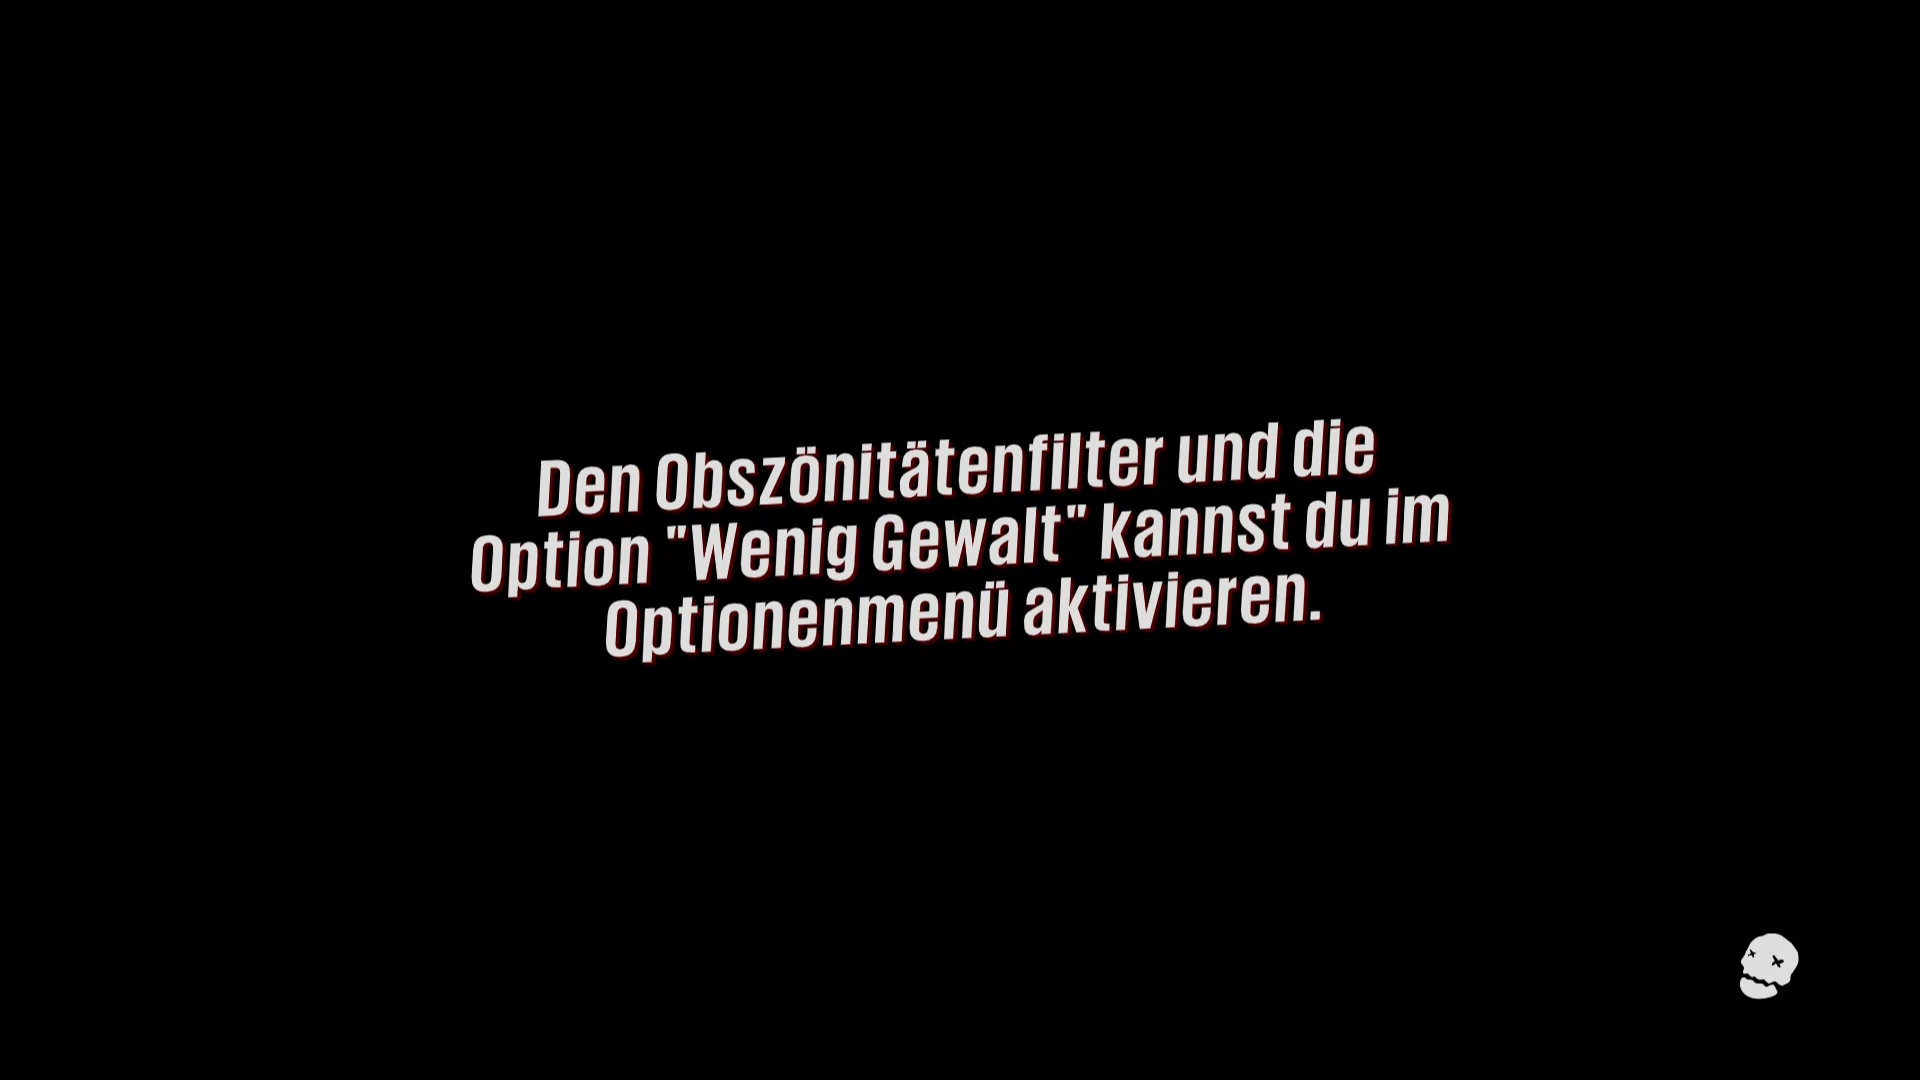 Den Obszönitätenfilter und die
Option "Wenig Gewalt" kannst du im
Optionenmenü aktivieren.